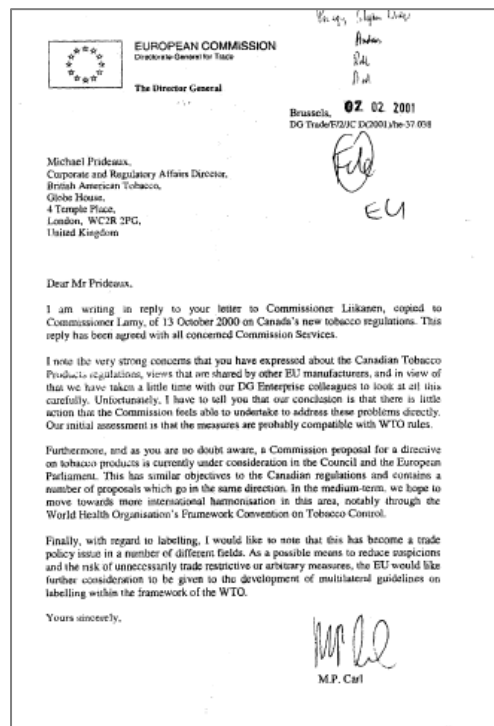 EUROPEAN COMMISSION
Directorate-General for Trade
The Director General
Brussels, 02 02 2001
DG Trade/F/2/JC D(2001)/he-37.038
File
EU
Michael Prideaux,
Corporate and Regulatory Affairs Director,
British American Tobacco,
Globe House,
4 Temple Place,
London, WC2R 2PG,
United Kingdom
Dear Mr Prideaux,
I am writing in reply to your letter to Commissioner Liikanen, copied to
Commissioner Lamy, of 13 October 2000 on Canada's new tobacco regulations. This
reply has been agreed with all concerned Commission Services.
I note the very strong concerns that you have expressed about the Canadian Tobacco
Products regulations, views that are shared by other EU manufacturers, and in view of
that we have taken a little time with our DG Enterprise colleagues to look at all this
carefully. Unfortunately, I have to tell you that our conclusion is that there is little
action that the Commission feels able to undertake to address these problems directly.
Our initial assessment is that the measures are probably compatible with WTO rules.
Furthermore, and as you are no doubt aware, a Commission proposal for a directive
on tobacco products is currently under consideration in the Council and the European
Parliament. This has similar objectives to the Canadian regulations and contains a
number of proposals which go in the same direction. In the medium-term, we hope to
move towards more international harmonisation in this area, notably through the
World Health Organisation's Framework Convention on Tobacco Control.
Finally, with regard to labelling, I would like to note that this has become a trade
policy issue in a number of different fields. As a possible means to reduce suspicions
and the risk of unnecessarily trade restrictive or arbitrary measures, the EU would like
further consideration to be given to the development of multilateral guidelines on
labelling within the framework of the WTO.
Yours sincerely,
M.P. Carl